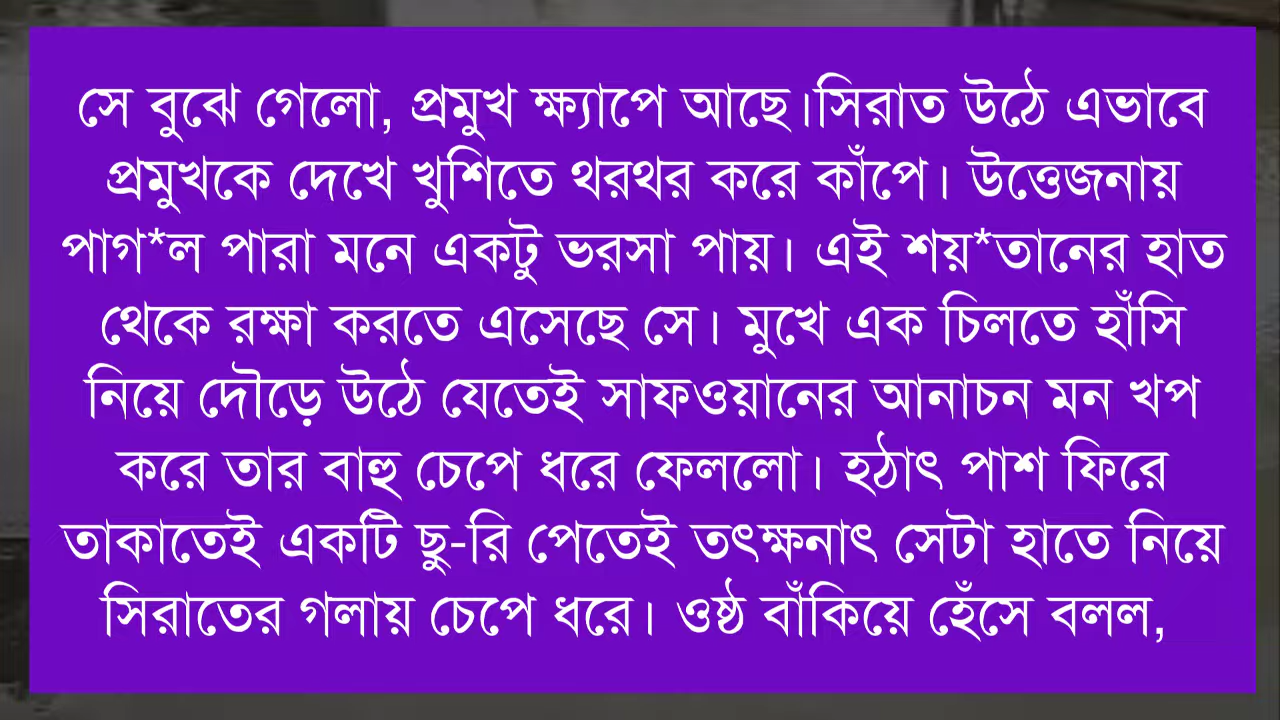 সে বুঝে গেলো, প্রমুখ ক্ষ্যাপে আছে।সিরাত উঠে এভাবে
প্রমুখকে দেখে খুশিতে থরথর করে কাঁপে। উত্তেজনায়
পাগ*ল পারা মনে একটু ভরসা পায়। এই শয়*তানের হাত
থেকে রক্ষা করতে এসেছে সে। মুখে এক চিলতে হাঁসি
নিয়ে দৌড়ে উঠে যেতেই সাফওয়ানের আনাচন মন খপ
করে তার বাহু চেপে ধরে ফেললো। হঠাৎ পাশ ফিরে
তাকাতেই একটি ছু-রি পেতেই তৎক্ষনাৎ সেটা হাতে নিয়ে
সিরাতের গলায় চেপে ধরে। ওষ্ঠ বাঁকিয়ে হেঁসে বলল,